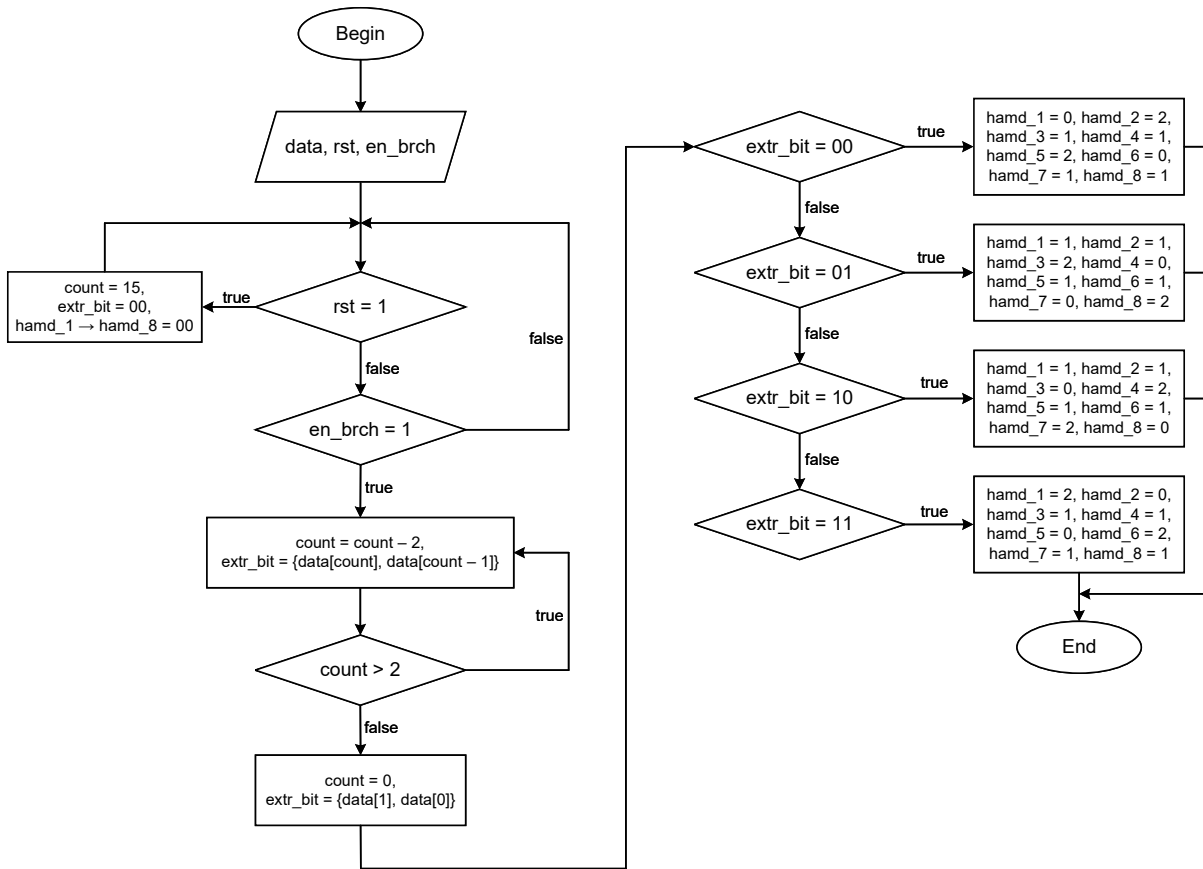 Begin
data, rst, en_brch
count = 15,
extr_bit = 00,
hamd_1 → hamd_8 = 00
true
rst = 1
false
false
en_brch = 1
true
count = count – 2,
extr_bit = {data[count], data[count – 1]}
true
count > 2
false
count = 0,
extr_bit = {data[1], data[0]}
extr_bit = 00
true
hamd_1 = 0, hamd_2 = 2,
hamd_3 = 1, hamd_4 = 1,
hamd_5 = 2, hamd_6 = 0,
hamd_7 = 1, hamd_8 = 1
false
extr_bit = 01
true
hamd_1 = 1, hamd_2 = 1,
hamd_3 = 2, hamd_4 = 0,
hamd_5 = 1, hamd_6 = 1,
hamd_7 = 0, hamd_8 = 2
false
extr_bit = 10
true
hamd_1 = 1, hamd_2 = 1,
hamd_3 = 0, hamd_4 = 2,
hamd_5 = 1, hamd_6 = 1,
hamd_7 = 2, hamd_8 = 0
false
extr_bit = 11
true
hamd_1 = 2, hamd_2 = 0,
hamd_3 = 1, hamd_4 = 1,
hamd_5 = 0, hamd_6 = 2,
hamd_7 = 1, hamd_8 = 1
End